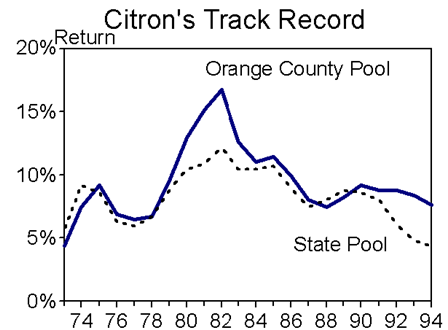 Citron's Track Record
Return
20%
Orange County Pool
15%
10%
5%
State Pool
0%
74 76 78 80 82 84 86 88 90 92 94